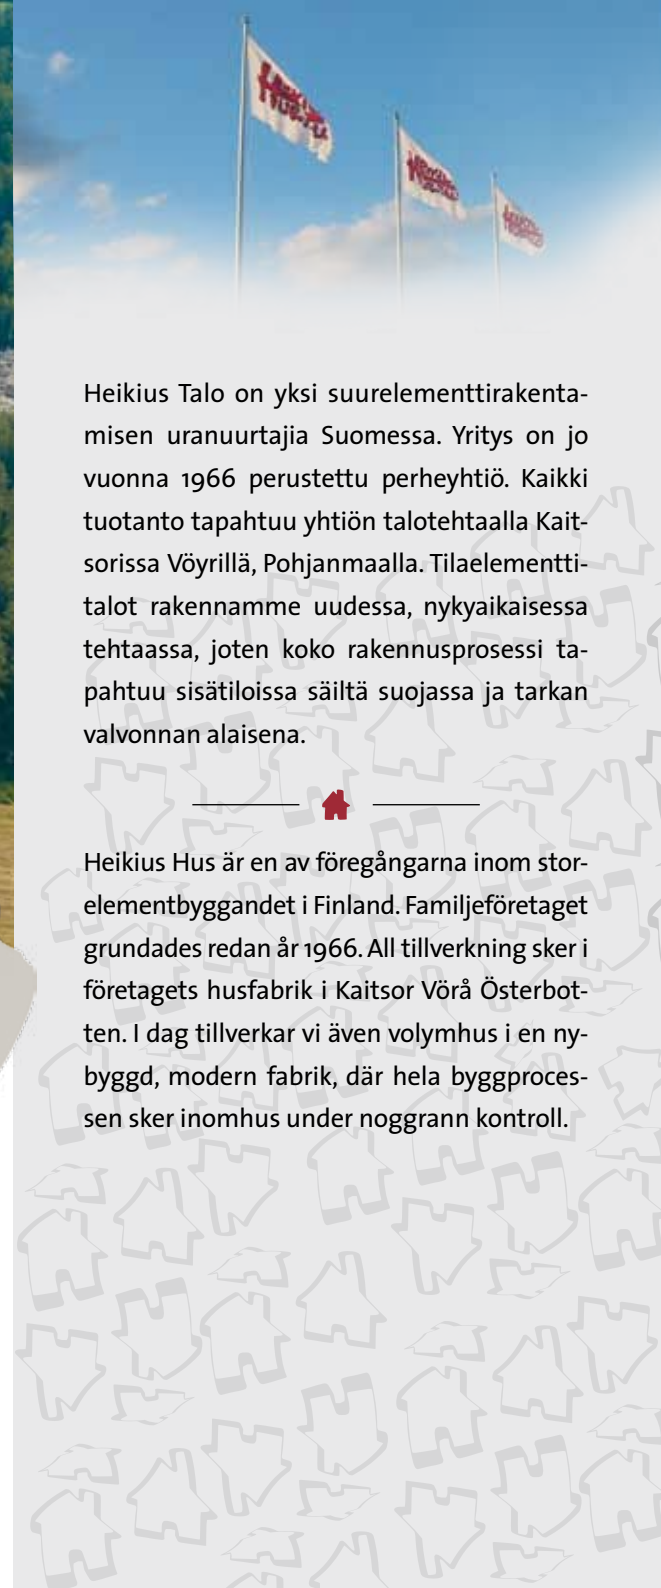 Heikius Talo on yksi suurelementtirakenta-
misen uranuurtajia Suomessa. Yritys on jo
vuonna 1966 perustettu perheyhtiö. Kaikki
tuotanto tapahtuu yhtiön talotehtaalla Kait-
sorissa Vöyrillä, Pohjanmaalla. Tilaelementti-
talot rakennamme uudessa, nykyaikaisessa
tehtaassa, joten koko rakennusprosessi ta-
pahtuu sisätiloissa säiltä suojassa ja tarkan
valvonnan alaisena.
Heikius Hus är en av föregångarna inom stor-
elementbyggandet i Finland. Familjeföretaget
grundades redan år 1966. All tillverkning sker i
företagets husfabrik i Kaitsor Vörå Österbot-
ten. I dag tillverkar vi även volymhus i en ny-
byggd, modern fabrik, där hela byggproces-
sen sker inomhus under noggrann kontroll.